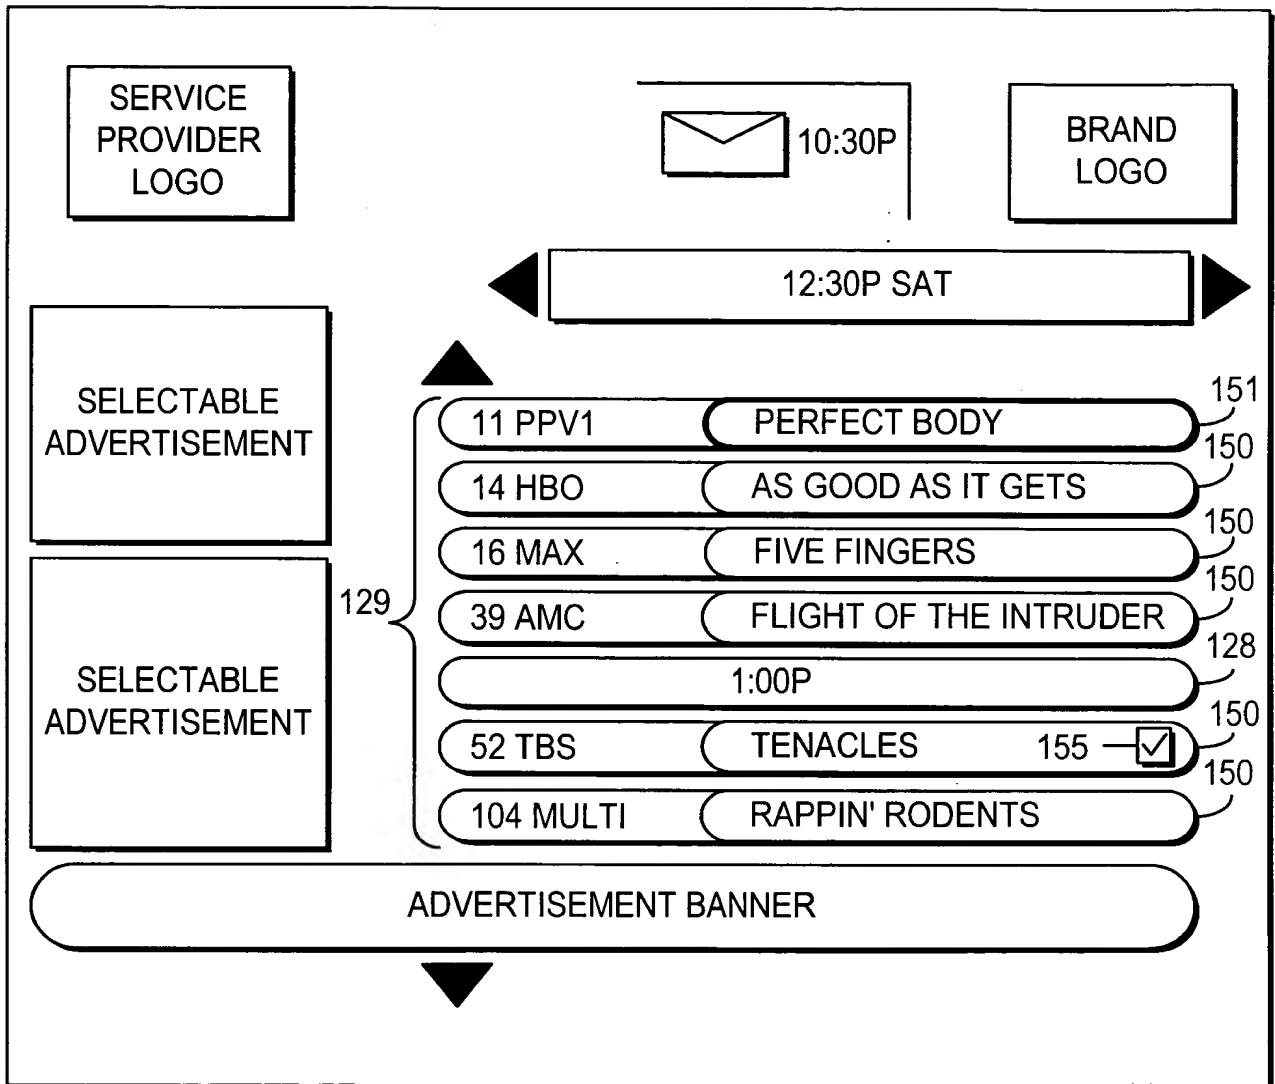 SERVICE
PROVIDER
LOGO
10:30P
BRAND
LOGO
12:30P SAT
SELECTABLE
ADVERTISEMENT
SELECTABLE
ADVERTISEMENT
129
11 PPV1 PERFECT BODY 151
14 HBO AS GOOD AS IT GETS 150
16 MAX FIVE FINGERS 150
39 AMC FLIGHT OF THE INTRUDER 150
1:00P 128
52 TBS TENACLES 155 150
104 MULTI RAPPIN' RODENTS 150
ADVERTISEMENT BANNER